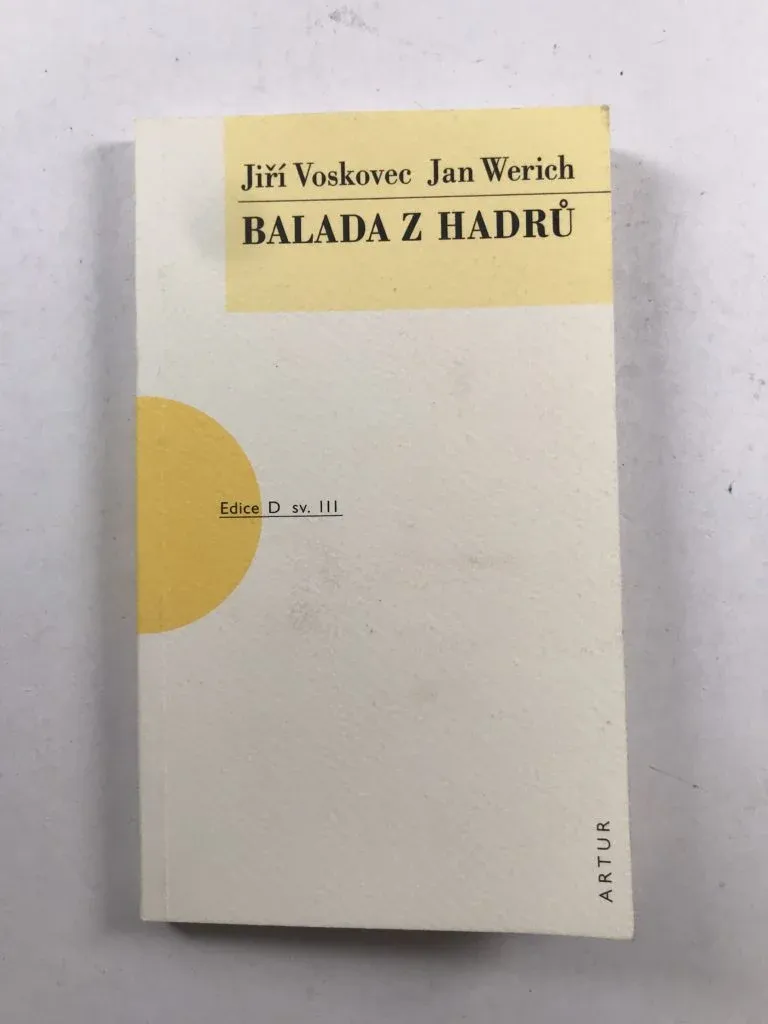 Jiří Voskovec Jan Werich
BALADA Z HADRŮ
Edice D sv. III
ARTUR